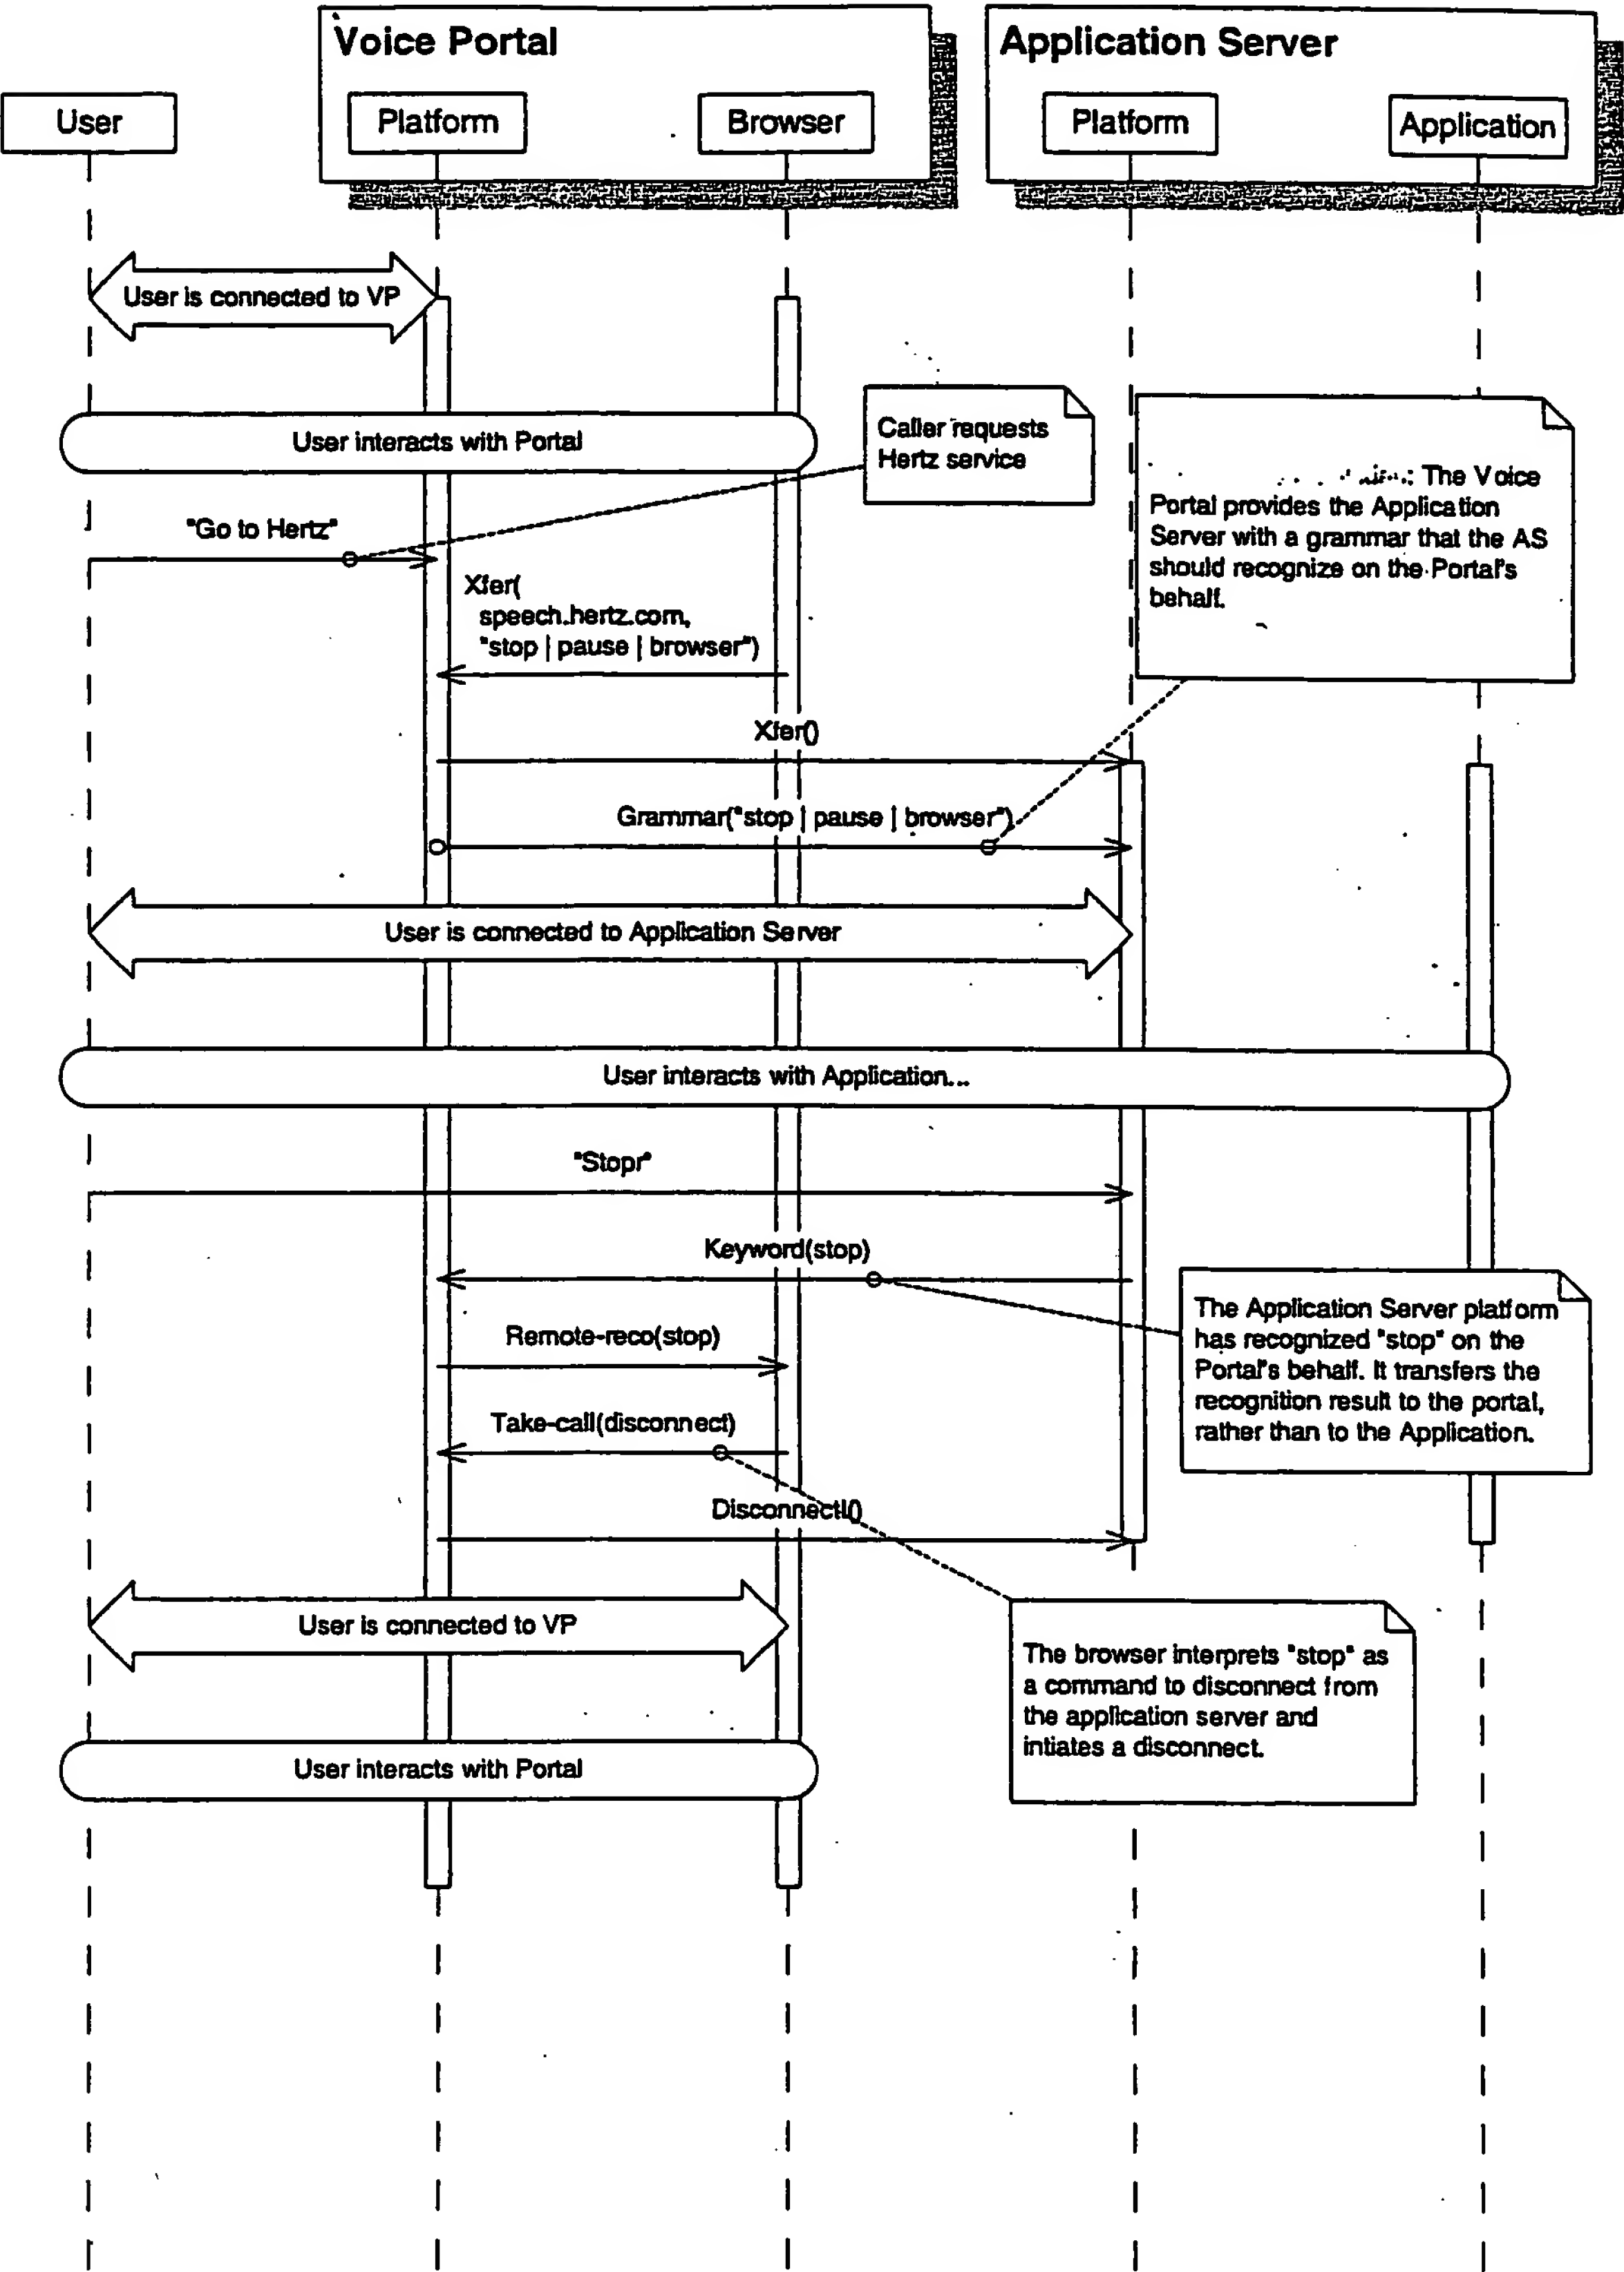 Voice Portal
Application Server
User
Platform
Browser
Platform
Application
User is connected to VP
User interacts with Portal
Caller requests
Hertz service
: The Voice
Portal provides the Application
Server with a grammar that the AS
should recognize on the Portal's
behalf.
"Go to Hertz"
Xfer(
speech.hertz.com,
"stop | pause | browser")
Xfer()
Grammar("stop | pause | browser")
User is connected to Application Server
User interacts with Application...
"Stop!"
Keyword(stop)
The Application Server platform
has recognized "stop" on the
Portal's behalf. It transfers the
recognition result to the portal,
rather than to the Application.
Remote-reco(stop)
Take-call(disconnect)
Disconnectl()
User is connected to VP
The browser interprets "stop" as
a command to disconnect from
the application server and
intiates a disconnect.
User interacts with Portal